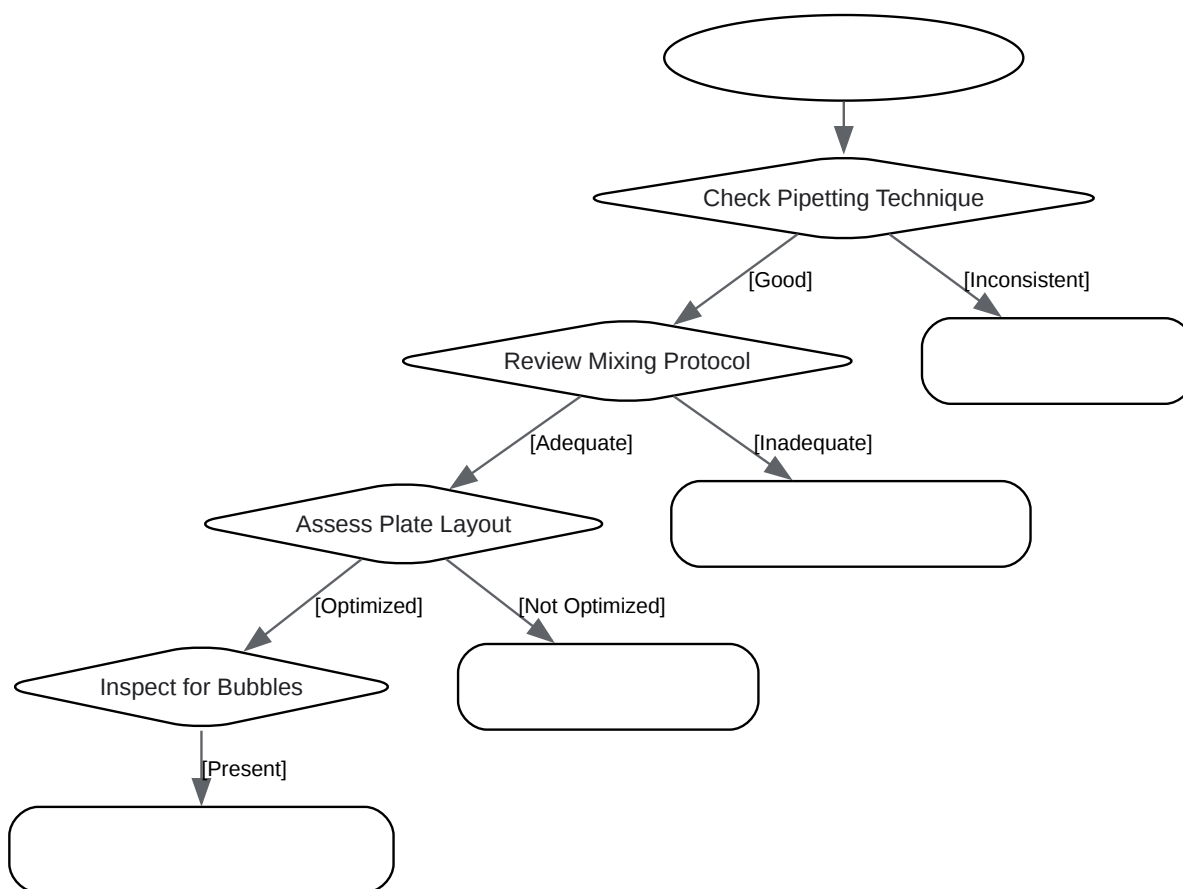 Check Pipetting Technique
[Good]
[Inconsistent]
Review Mixing Protocol
[Adequate]
[Inadequate]
Assess Plate Layout
[Optimized]
[Not Optimized]
Inspect for Bubbles
[Present]